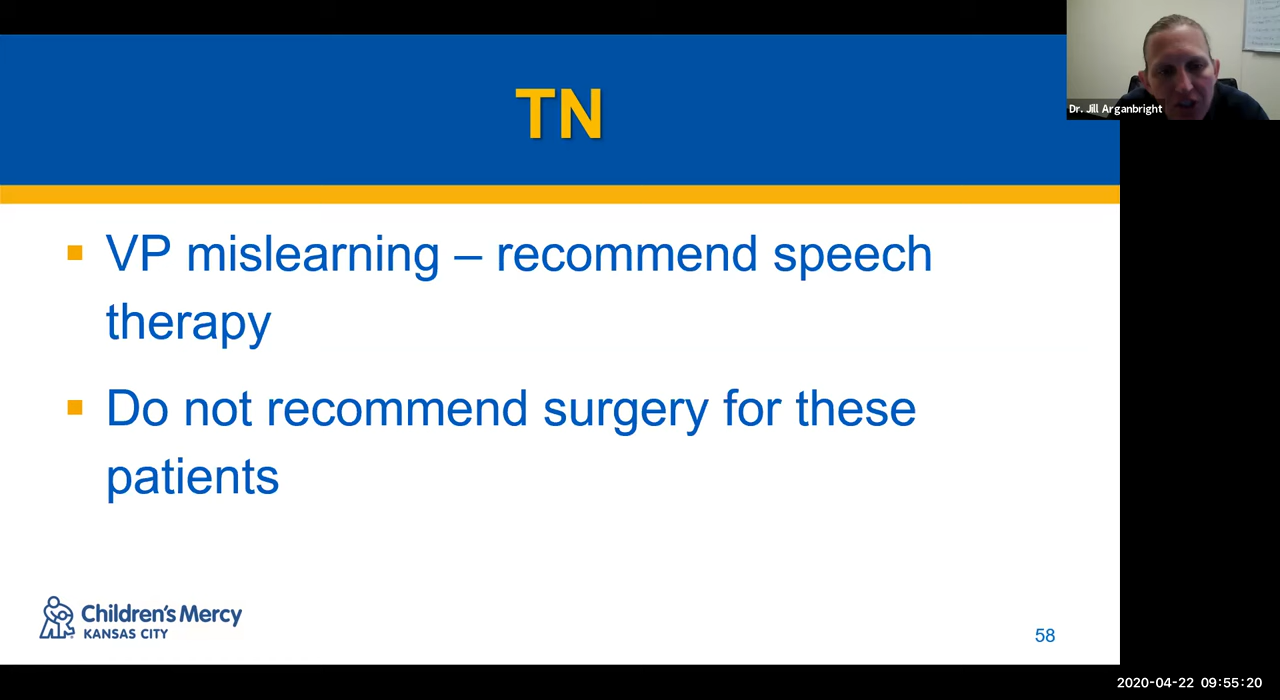 TN
Dr. Jill Arganbright
▪ VP mislearning – recommend speech
therapy
▪ Do not recommend surgery for these
patients
Children's Mercy
KANSAS CITY
58
2020-04-22 09:55:20